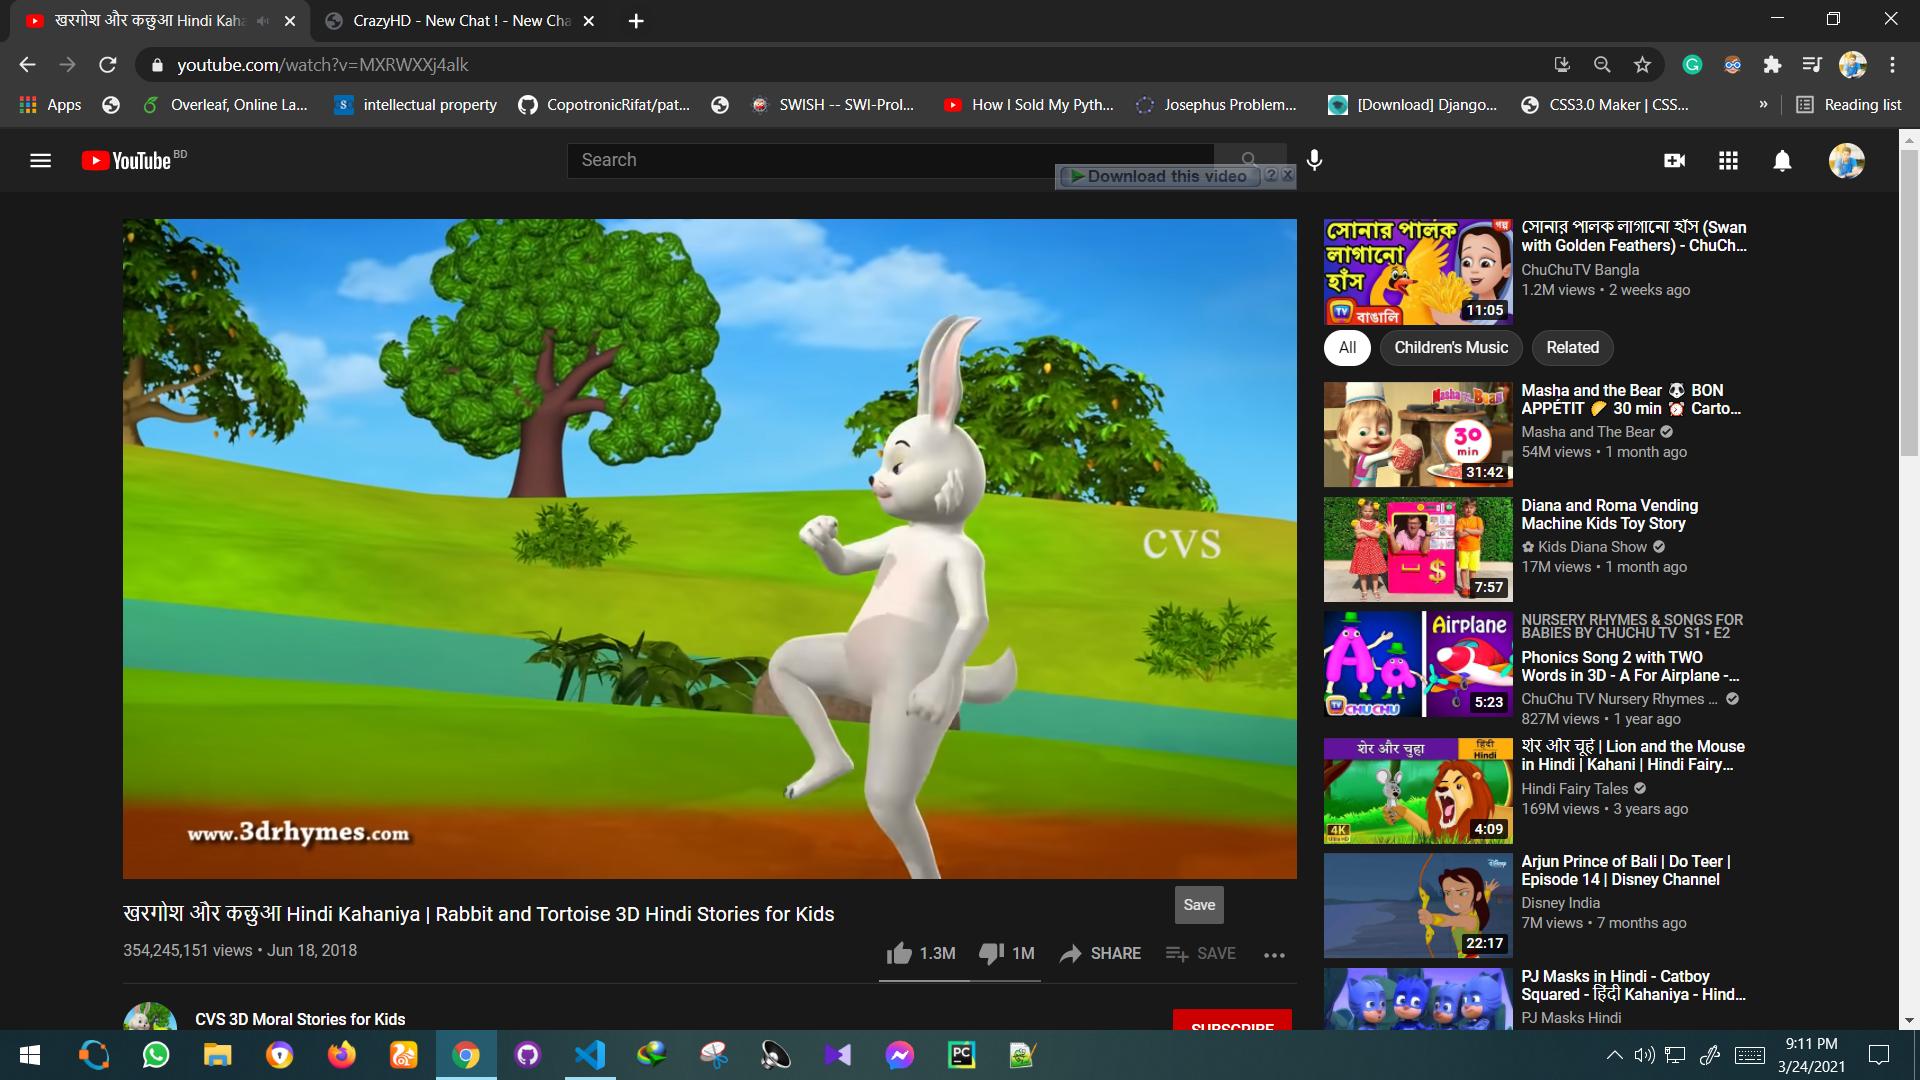 खरगोश और कछुआ Hindi Kaha
CrazyHD - New Chat ! - New Cha
youtube.com/watch?v=MXRWXXj4alk
Apps
Overleaf, Online La...
intellectual property
CopotronicRifat/pat...
SWISH -- SWI-Prol...
How I Sold My Pyth...
Josephus Problem...
[Download] Django...
CSS3.0 Maker | CSS...
»
Reading list
YouTube BD
Search
Download this video
CVS
www.3drhymes.com
खरगोश और कछुआ Hindi Kahaniya | Rabbit and Tortoise 3D Hindi Stories for Kids
Save
354,245,151 views • Jun 18, 2018
1.3M
1M
SHARE
SAVE
CVS 3D Moral Stories for Kids
SUBSCRIBE
সোনার পালক
লাগানো
হাঁস
গল্প
TV বাঙালি
11:05
সোনার পালক লাগানো হাঁস (Swan
with Golden Feathers) - ChuCh...
ChuChuTV Bangla
1.2M views • 2 weeks ago
All
Children's Music
Related
Masha and the Bear
30
min
31:42
Masha and the Bear 🐼 BON
APPÉTIT 🌮 30 min ⏰ Carto...
Masha and The Bear
54M views • 1 month ago
$
7:57
Diana and Roma Vending
Machine Kids Toy Story
✿ Kids Diana Show
17M views • 1 month ago
Airplane
TV CHUCHU
5:23
NURSERY RHYMES & SONGS FOR
BABIES BY CHUCHU TV S1 • E2
Phonics Song 2 with TWO
Words in 3D - A For Airplane -...
ChuChu TV Nursery Rhymes ...
827M views • 1 year ago
शेर और चुहा
हिंदी
Hindi
4K
4:09
शेर और चूहे | Lion and the Mouse
in Hindi | Kahani | Hindi Fairy...
Hindi Fairy Tales
169M views • 3 years ago
Disney
22:17
Arjun Prince of Bali | Do Teer |
Episode 14 | Disney Channel
Disney India
7M views • 7 months ago
PJ Masks in Hindi - Catboy
Squared - हिंदी Kahaniya - Hind...
PJ Masks Hindi
PC
9:11 PM
3/24/2021